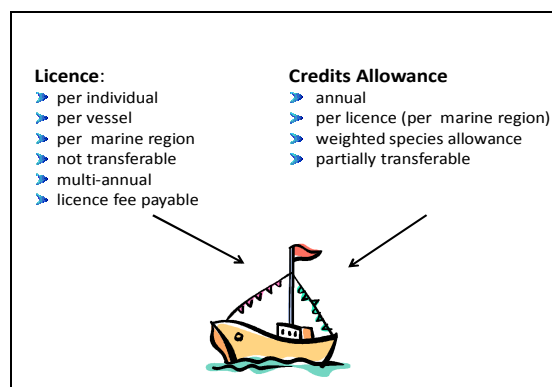 Licence:
per individual
per vessel
per marine region
not transferable
multi-annual
licence fee payable
Credits Allowance
annual
per licence (per marine region)
weighted species allowance
partially transferable